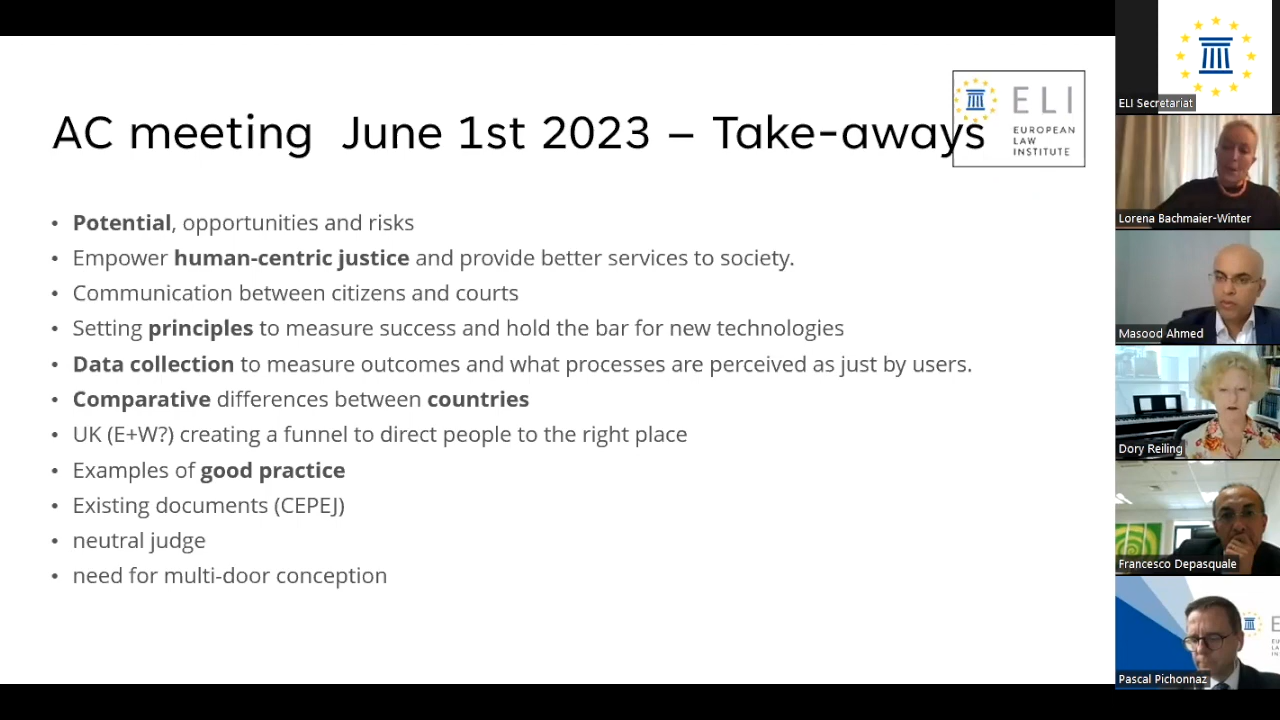 AC meeting June 1st 2023 – Take-aways
ELI
EUROPEAN
LAW
INSTITUTE
• Potential, opportunities and risks
• Empower human-centric justice and provide better services to society.
• Communication between citizens and courts
• Setting principles to measure success and hold the bar for new technologies
• Data collection to measure outcomes and what processes are perceived as just by users.
• Comparative differences between countries
• UK (E+W?) creating a funnel to direct people to the right place
• Examples of good practice
• Existing documents (CEPEJ)
• neutral judge
• need for multi-door conception
ELI Secretariat
Lorena Bachmaier-Winter
Masood Ahmed
Dory Reiling
Francesco Depasquale
Pascal Pichonnaz